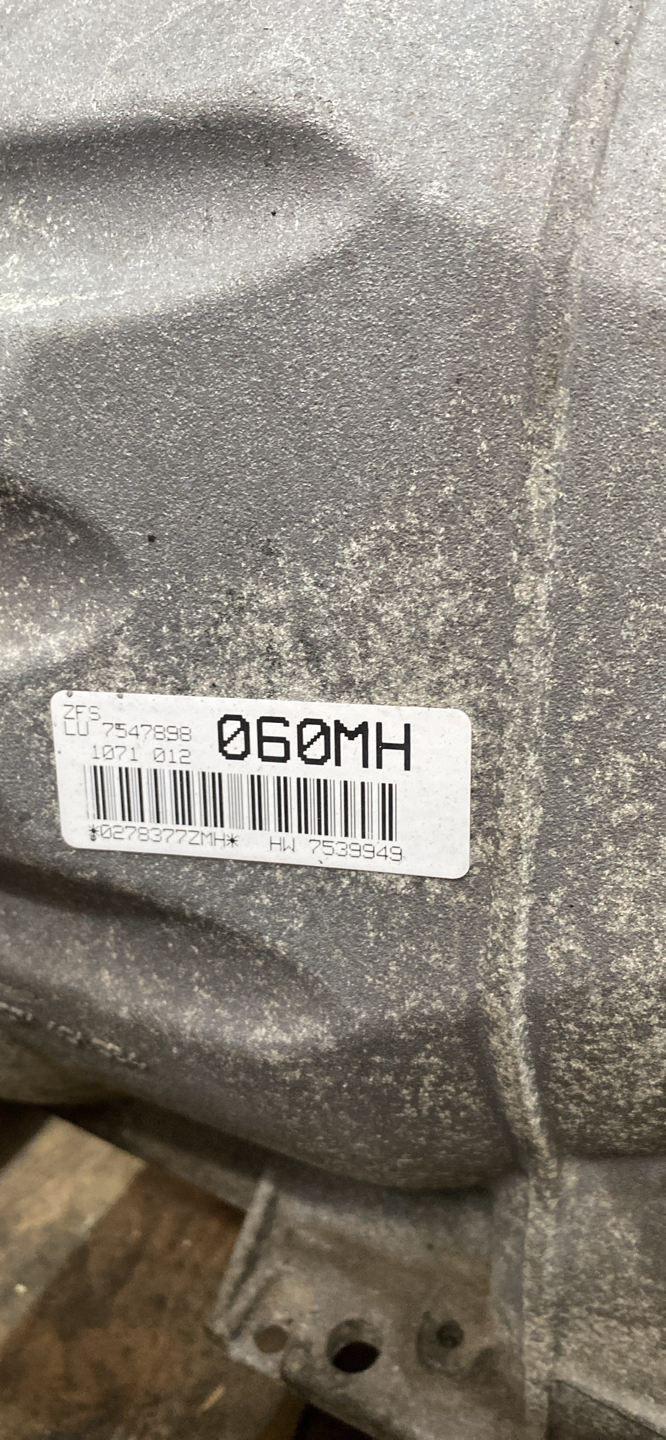 ZFS
LU 7547898
1071 012
060MH
*0278377ZMH* HW 7539949